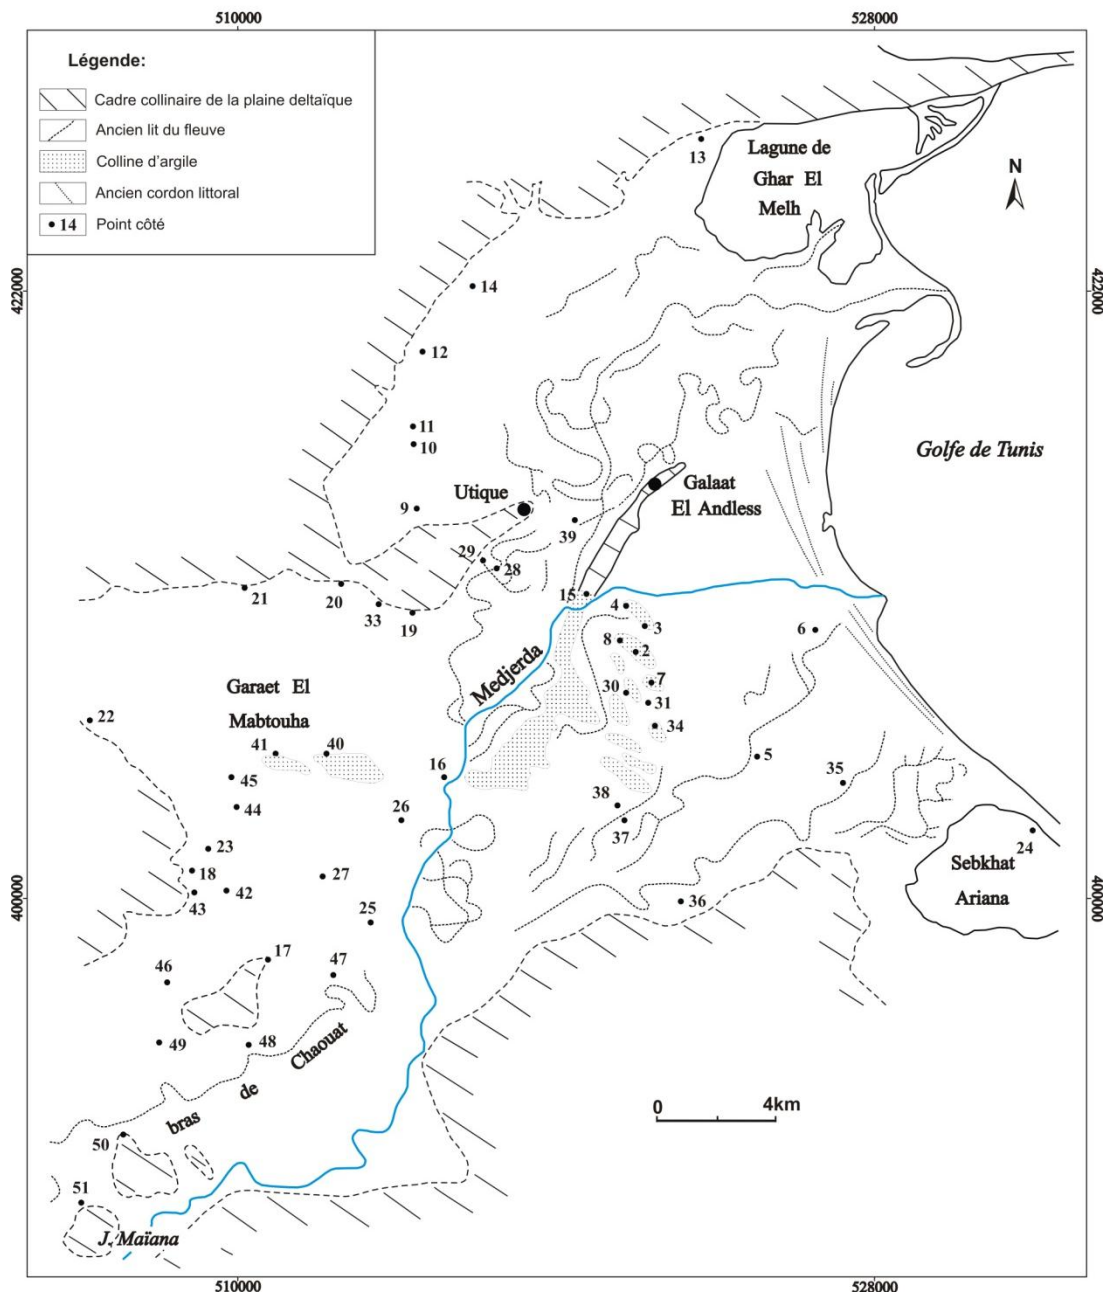 510000
528000
Légende:
Cadre collinaire de la plaine deltaïque
Ancien lit du fleuve
Colline d'argile
Ancien cordon littoral
14 Point côté
13
Lagune de
Ghar El
Melh
N
422000
422000
14
12
11
10
Golfe de Tunis
9
Utique
Galaat
El Andless
39
29
28
21
20
33
19
15
4
3
6
8
2
Medjerda
7
30
31
34
Garaet El
Mabtouha
22
41
40
45
44
16
5
35
26
38
37
24
23
18
43
42
27
Sebkhat
Ariana
400000
400000
25
36
17
47
46
49
48
bras de Chaouat
0
4km
50
51
J. Maïana
510000
528000